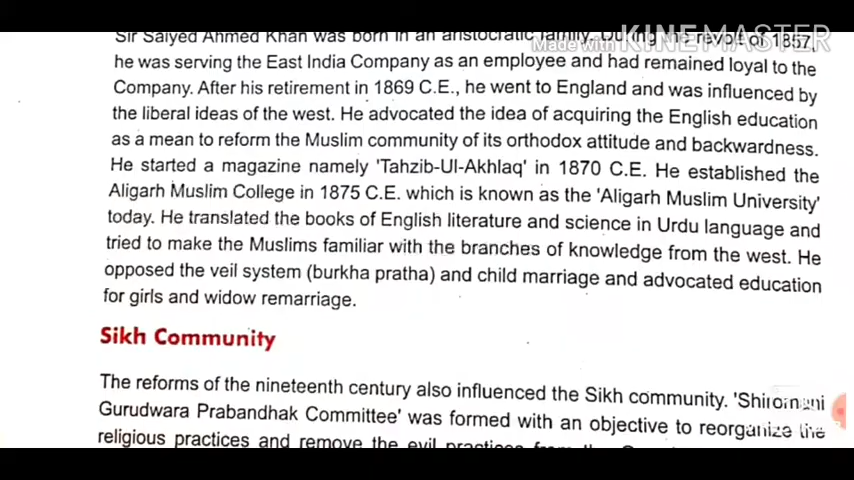 Sir Saiyed Ahmed Khan was born in an aristocratic family. During the revolt of 1857,
Made with KINEMASTER
he was serving the East India Company as an employee and had remained loyal to the
Company. After his retirement in 1869 C.E., he went to England and was influenced by
the liberal ideas of the west. He advocated the idea of acquiring the English education
as a mean to reform the Muslim community of its orthodox attitude and backwardness.
He started a magazine namely 'Tahzib-Ul-Akhlaq' in 1870 C.E. He established the
Aligarh Muslim College in 1875 C.E. which is known as the 'Aligarh Muslim University'
today. He translated the books of English literature and science in Urdu language and
tried to make the Muslims familiar with the branches of knowledge from the west. He
opposed the veil system (burkha pratha) and child marriage and advocated education
for girls and widow remarriage.
Sikh Community
The reforms of the nineteenth century also influenced the Sikh community. 'Shiromani
Gurudwara Prabandhak Committee' was formed with an objective to reorganize the
religious practices and remove the evil practices from the